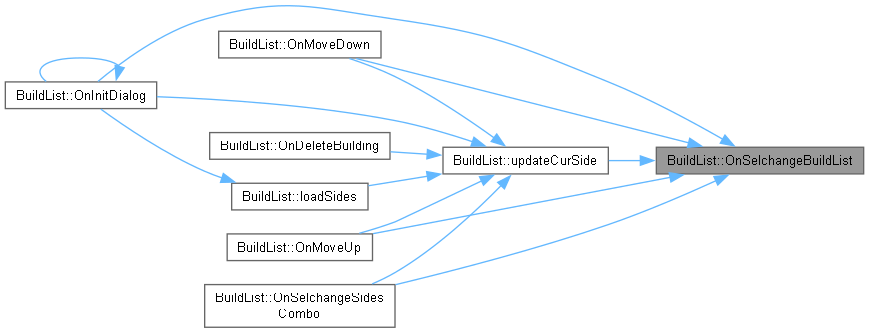 BuildList::OnMoveDown
BuildList::OnInitDialog
BuildList::OnDeleteBuilding
BuildList::updateCurSide
BuildList::OnSelchangeBuildList
BuildList::loadSides
BuildList::OnMoveUp
BuildList::OnSelchangeSides
Combo